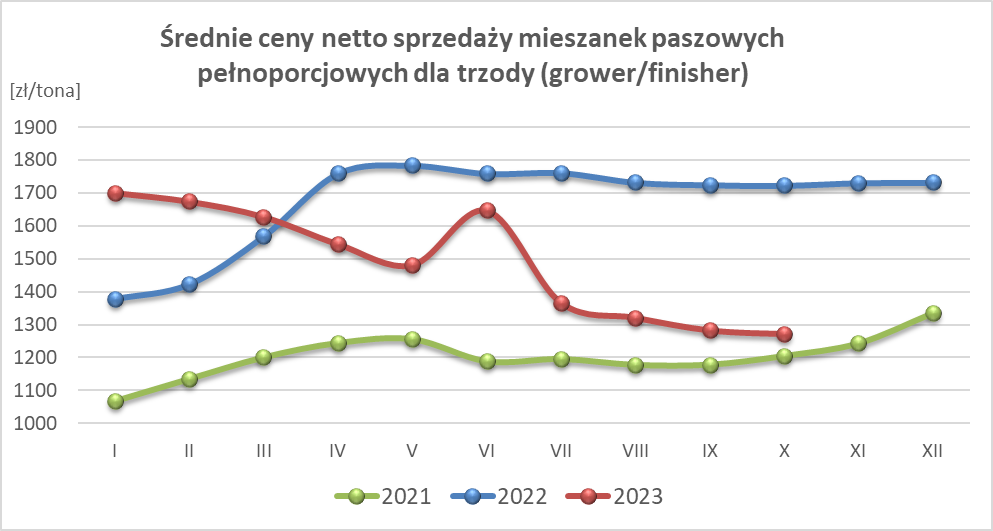 Średnie ceny netto sprzedaży mieszanek paszowych
pełnoporcjowych dla trzody (grower/finisher)
[zł/tona]
1900
1800
1700
1600
1500
1400
1300
1200
1100
1000
I II III IV V VI VII VIII IX X XI XII
2021 2022 2023